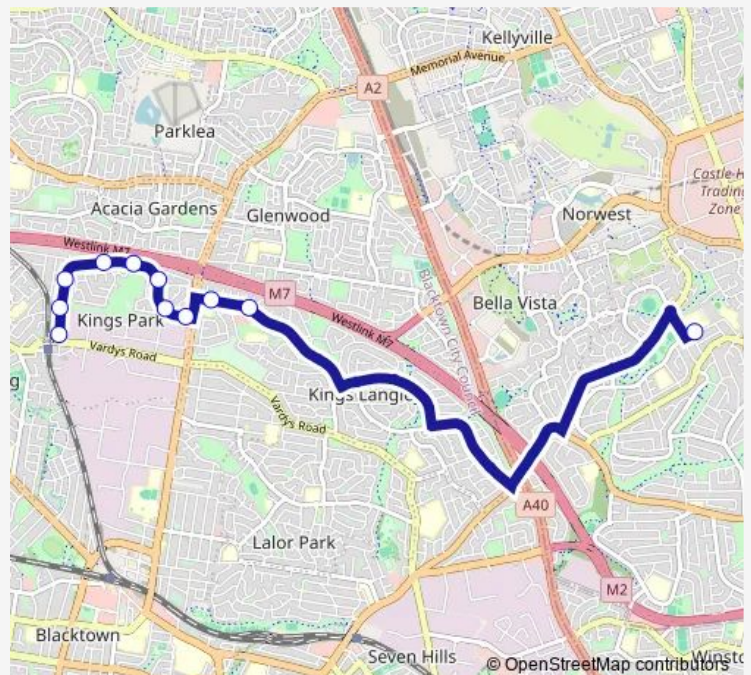 Kellyville
Memorial Avenue
A2
Parklea
Castle-H
Trading
Zone
Acacia Gardens
Glenwood
Norwest
Westlink M7
M7
Blacktown City Council
Bella Vista
Kings Park
Westlink M7
Vardys Road
g
Kings Langle
Vardys Road
A40
Lalor Park
M2
Blacktown
Seven Hills
Winsto
© OpenStreetMap contributors